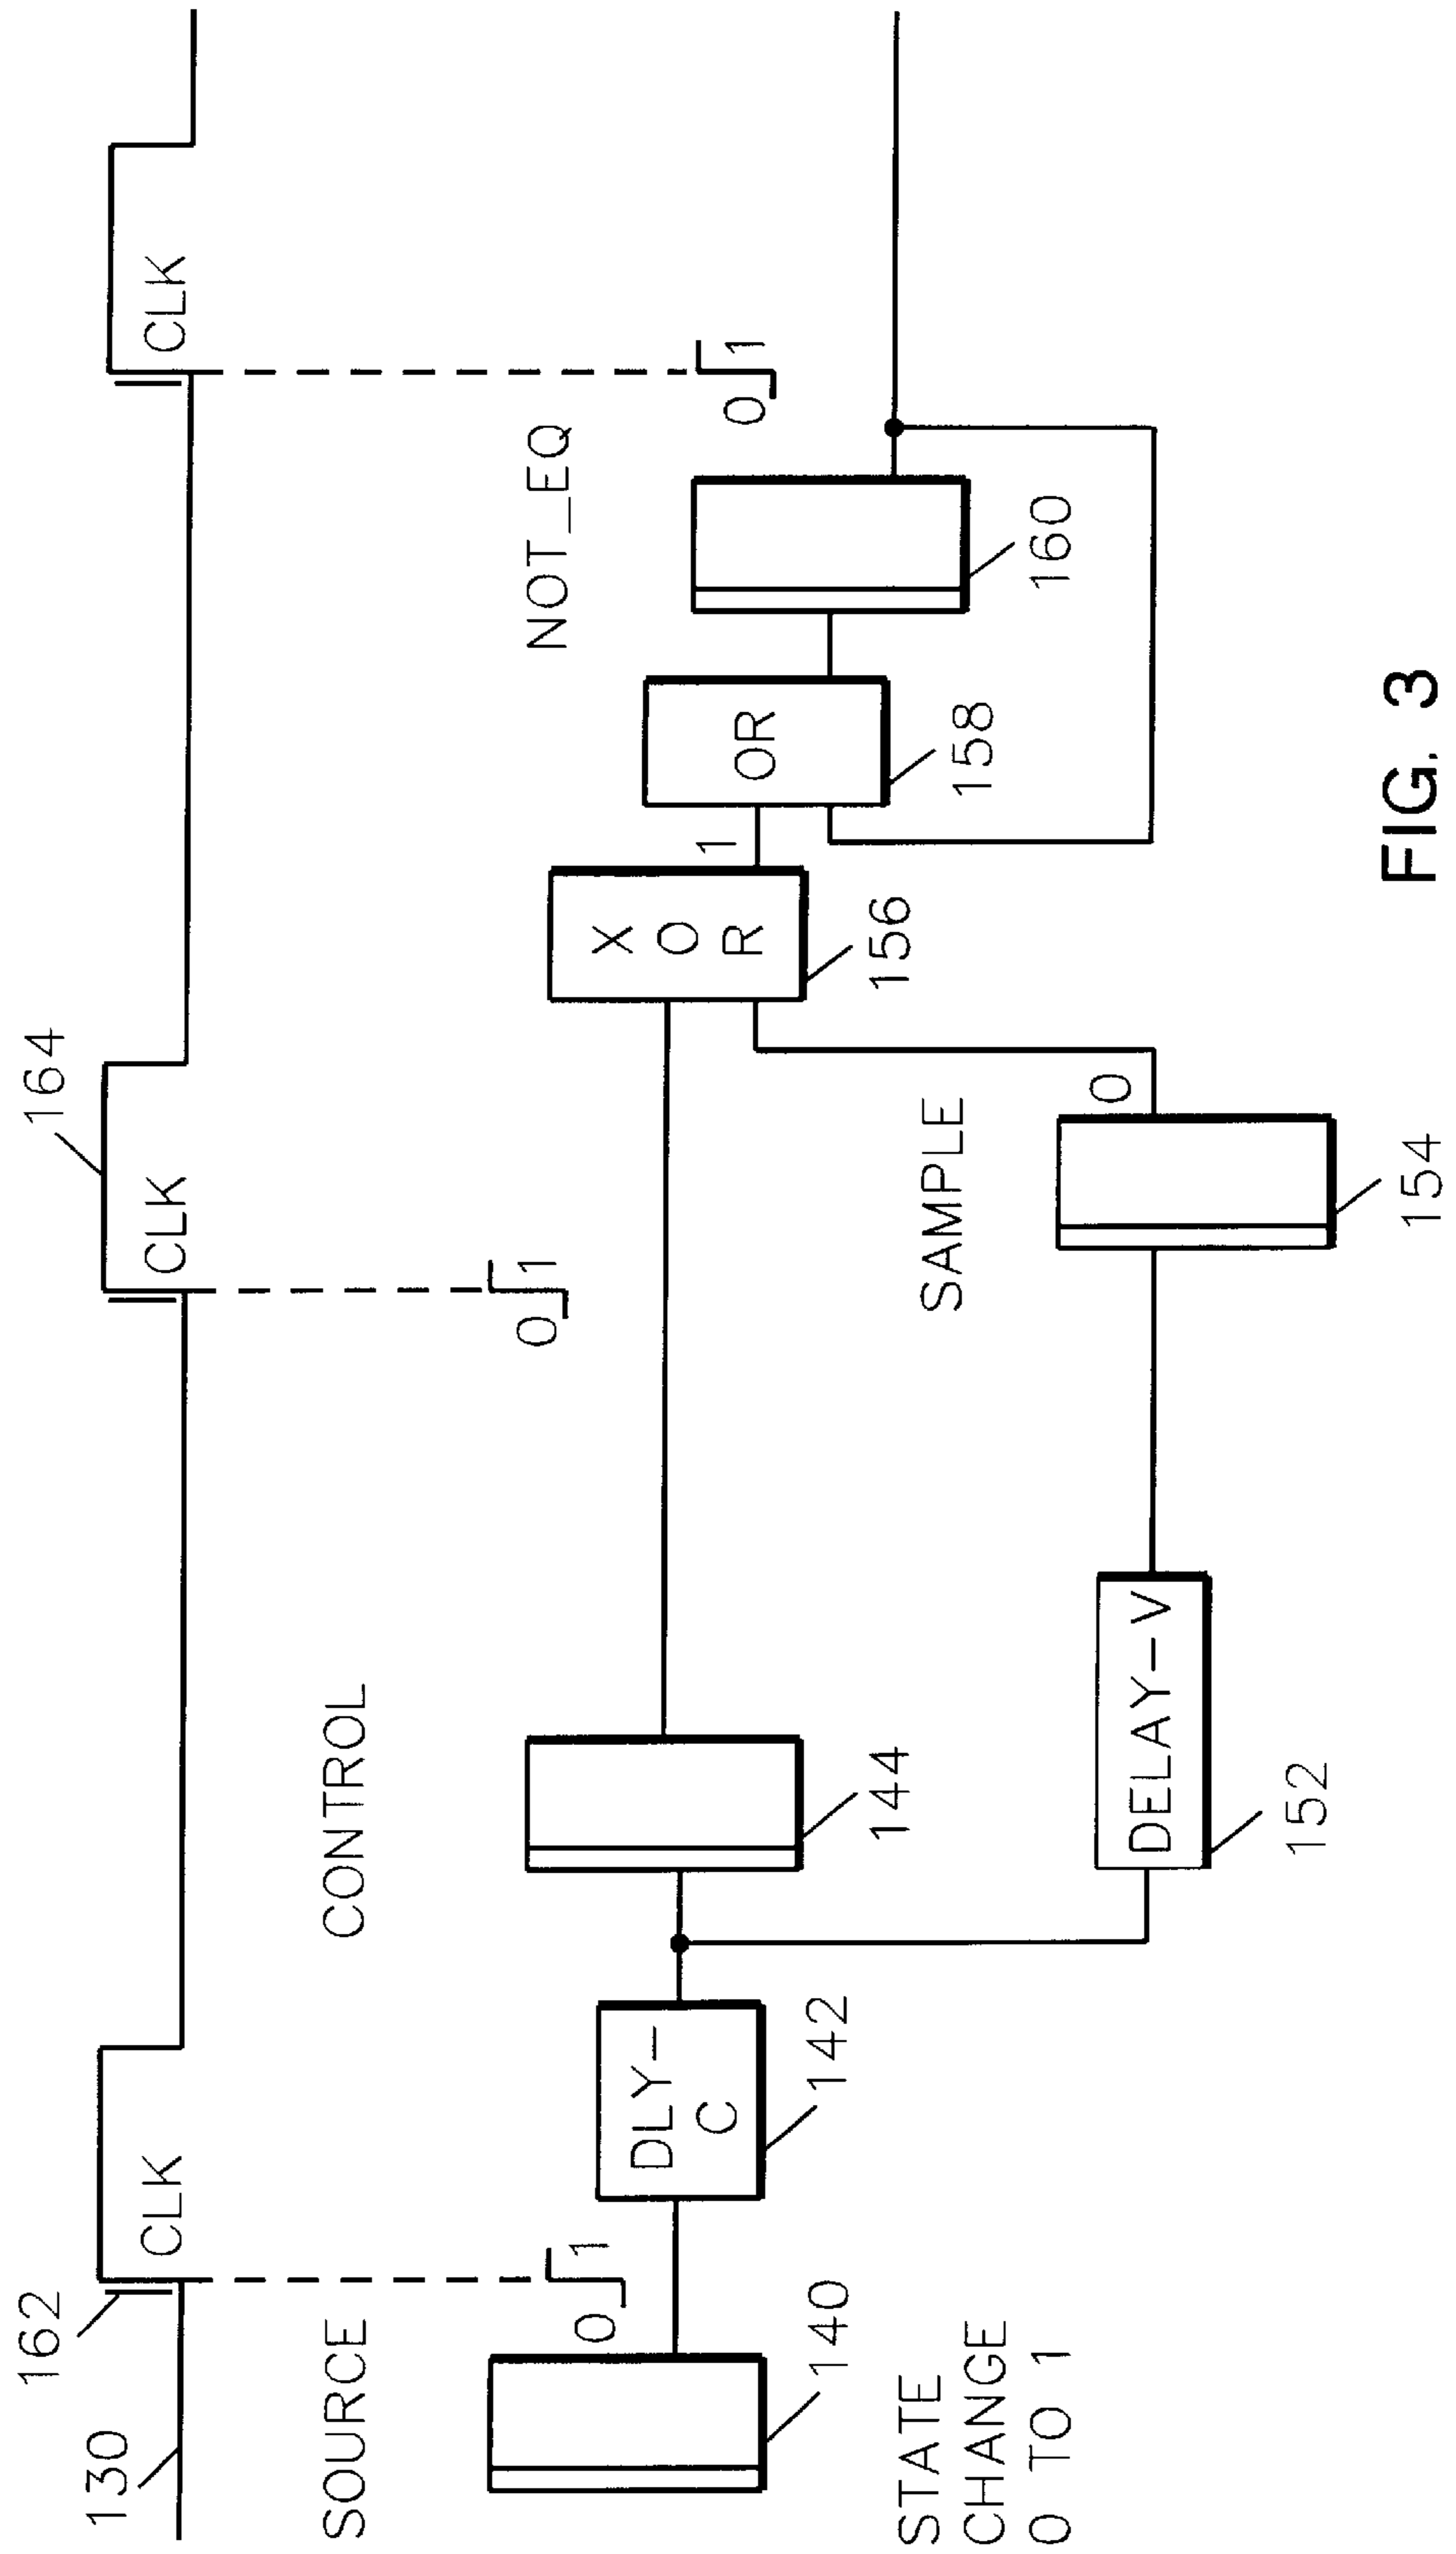 130
162
CLK
164
CLK
CLK
SOURCE
CONTROL
NOT_EQ
0 1
0 1
0 1
140
DLY-
C
142
144
X
O
R
156
1
OR
158
160
STATE
CHANGE
0 TO 1
DELAY-V
152
SAMPLE
0
154
FIG. 3